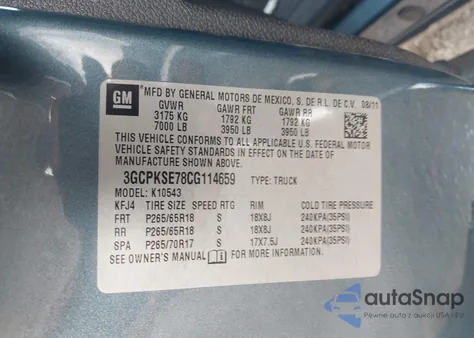 GM
MFD BY GENERAL MOTORS DE MEXICO, S. DE R.L. DE C.V. 08/11
GVWR GAWR FRT GAWR RR
3175 KG 1792 KG 1792 KG
7000 LB 3950 LB 3950 LB
THIS VEHICLE CONFORMS TO ALL APPLICABLE U.S. FEDERAL MOTOR
VEHICLE SAFETY STANDARDS IN EFFECT ON THE DATE OF
MANUFACTURE SHOWN ABOVE.
3GCPKSE78CG114659 TYPE: TRUCK
MODEL: K10543
KFJ4 TIRE SIZE SPEED RTG RIM COLD TIRE PRESSURE
FRT P265/65R18 S 18X8J 240KPA(35PSI)
RR P265/65R18 S 18X8J 240KPA(35PSI)
SPA P265/70R17 S 17X7.5J 240KPA(35PSI)
SEE OWNER'S MANUAL FOR MORE INFORMATION.
autoSnap
Pewne z aukcji USA i EU